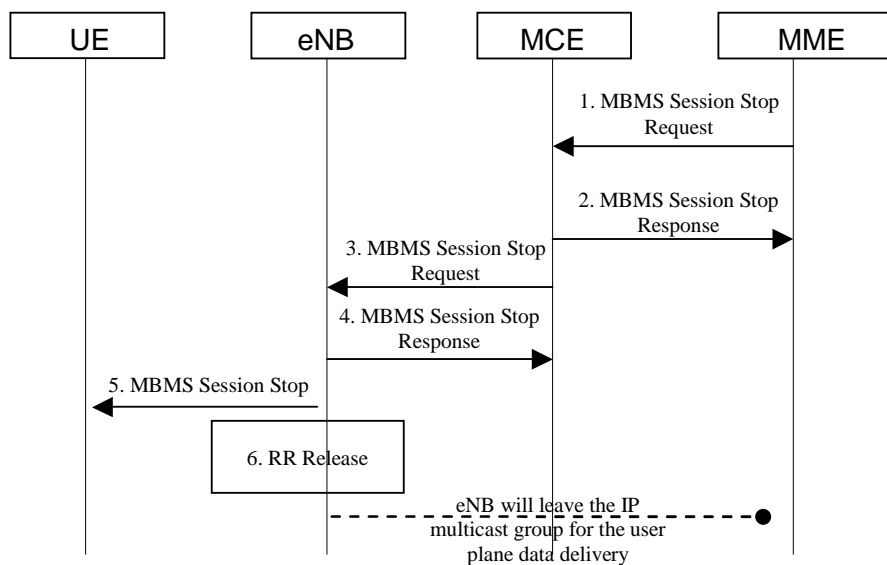 UE
eNB
MCE
MME
1. MBMS Session Stop
Request
2. MBMS Session Stop
Response
3. MBMS Session Stop
Request
4. MBMS Session Stop
Response
5. MBMS Session Stop
6. RR Release
eNB will leave the IP
multicast group for the user
plane data delivery